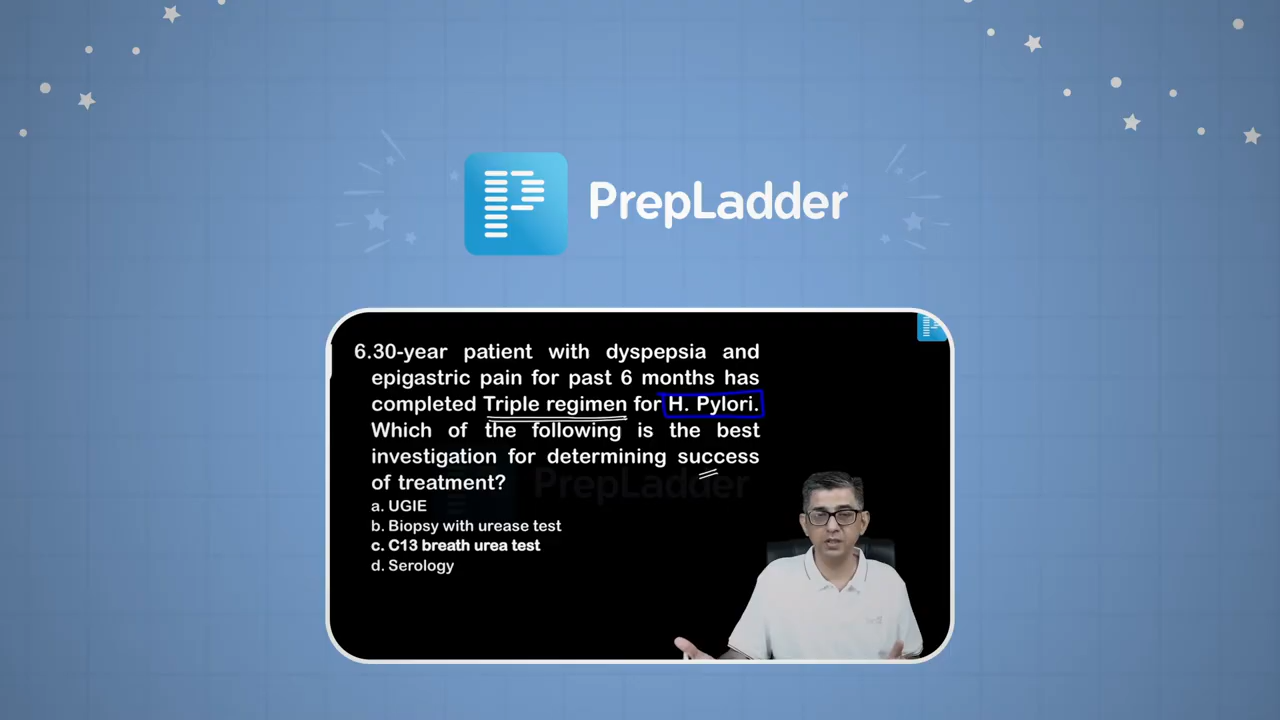 PrepLadder
6.30-year patient with dyspepsia and
epigastric pain for past 6 months has
completed Triple regimen for H. Pylori.
Which of the following is the best
investigation for determining success
of treatment?
PrepLadder
a. UGIE
b. Biopsy with urease test
c. C13 breath urea test
d. Serology